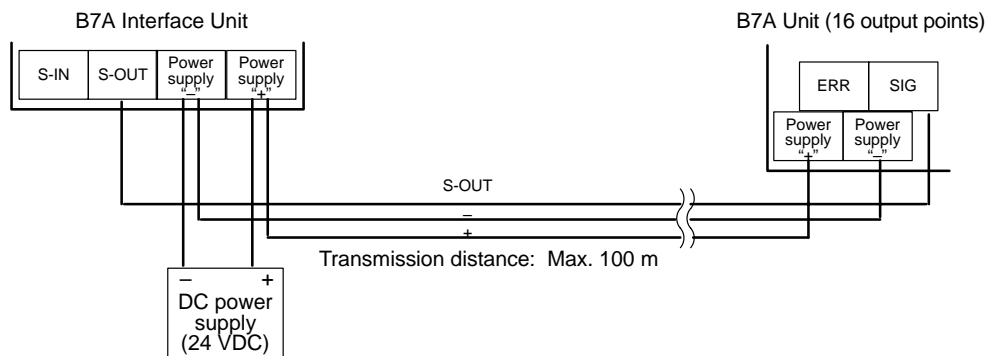 B7A Interface Unit
B7A Unit (16 output points)
S-IN
S-OUT
Power
supply
“–”
Power
supply
“+”
ERR
SIG
Power
supply
“+”
Power
supply
“–”
S-OUT
–
+
Transmission distance: Max. 100 m
– +
DC power
supply
(24 VDC)